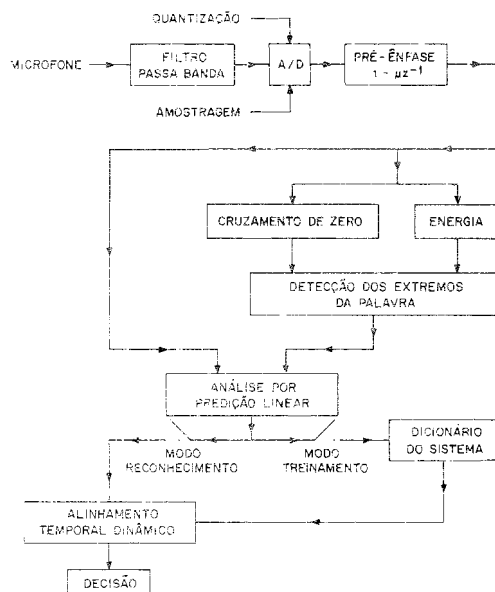 QUANTIZAÇÃO
MICROFONE
FILTRO
PASSA BANDA
A/D
PRÉ-ÊNFASE
1 - μz⁻¹
AMOSTRAGEM
CRUZAMENTO DE ZERO
ENERGIA
DETECÇÃO DOS EXTREMOS
DA PALAVRA
ANÁLISE POR
PREDIÇÃO LINEAR
MODO
RECONHECIMENTO
MODO
TREINAMENTO
DICIONÁRIO
DO SISTEMA
ALINHAMENTO
TEMPORAL DINÂMICO
DECISÃO